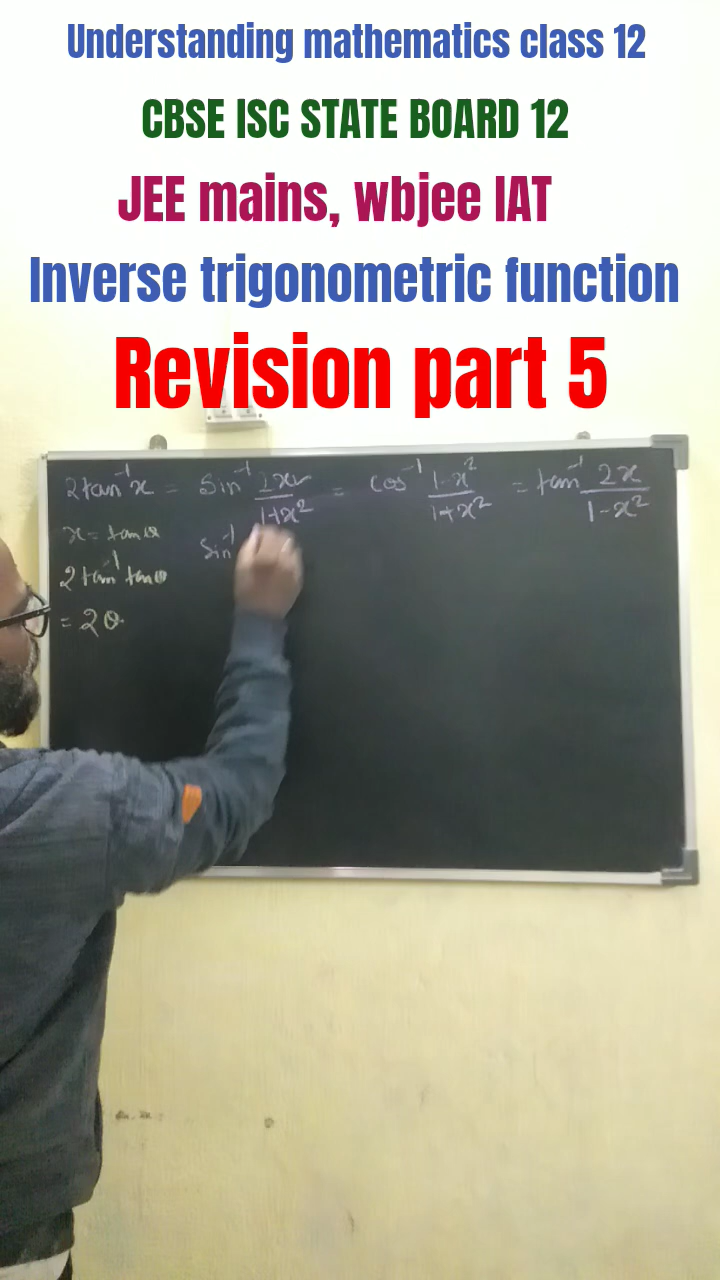 Understanding mathematics class 12
CBSE ISC STATE BOARD 12
JEE mains, wbjee IAT
Inverse trigonometric function
Revision part 5
2tan⁻¹x = Sin⁻¹ 2x/1+x² = cos⁻¹ 1-x²/1+x² = tan⁻¹ 2x/1-x²
x = tanθ
Sin⁻¹
2tan⁻¹ tanθ
= 2θ